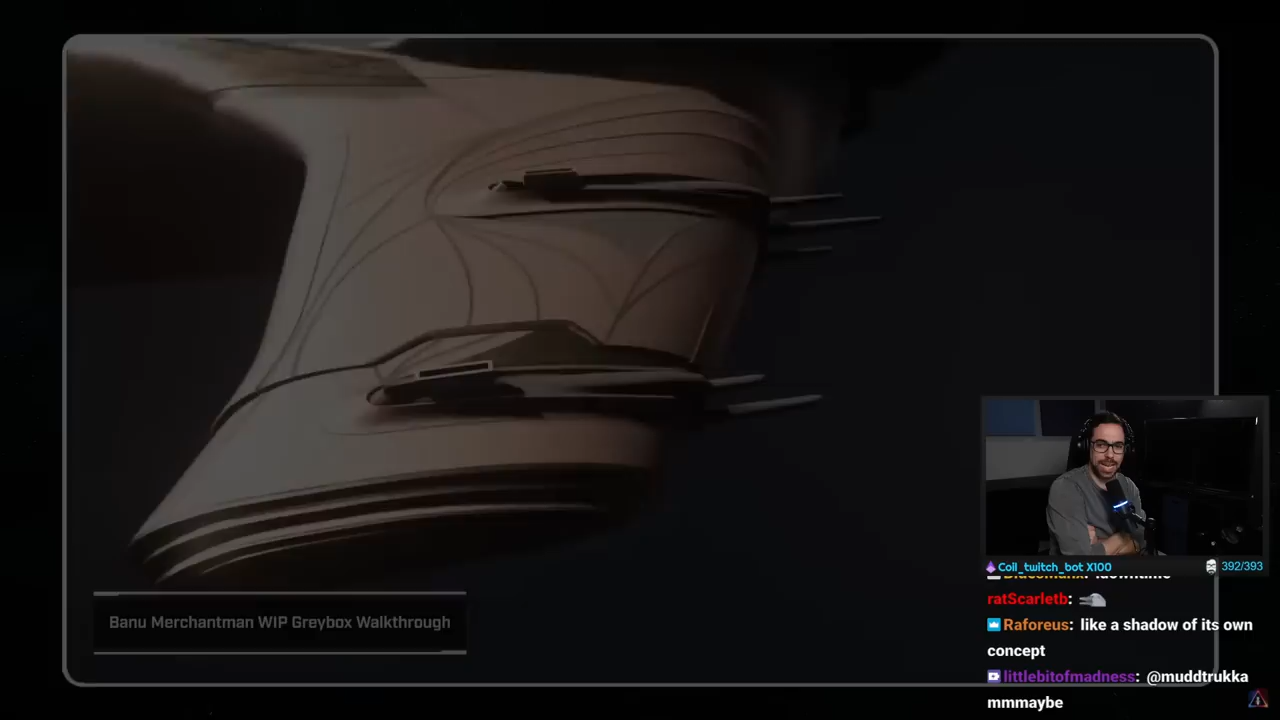 Banu Merchantman WIP Greybox Walkthrough
Coll_twitch_bot X100
392/393
ratScarletb:
Raforeus: like a shadow of its own
concept
littlebitofmadness: @muddtrukka
mmmaybe